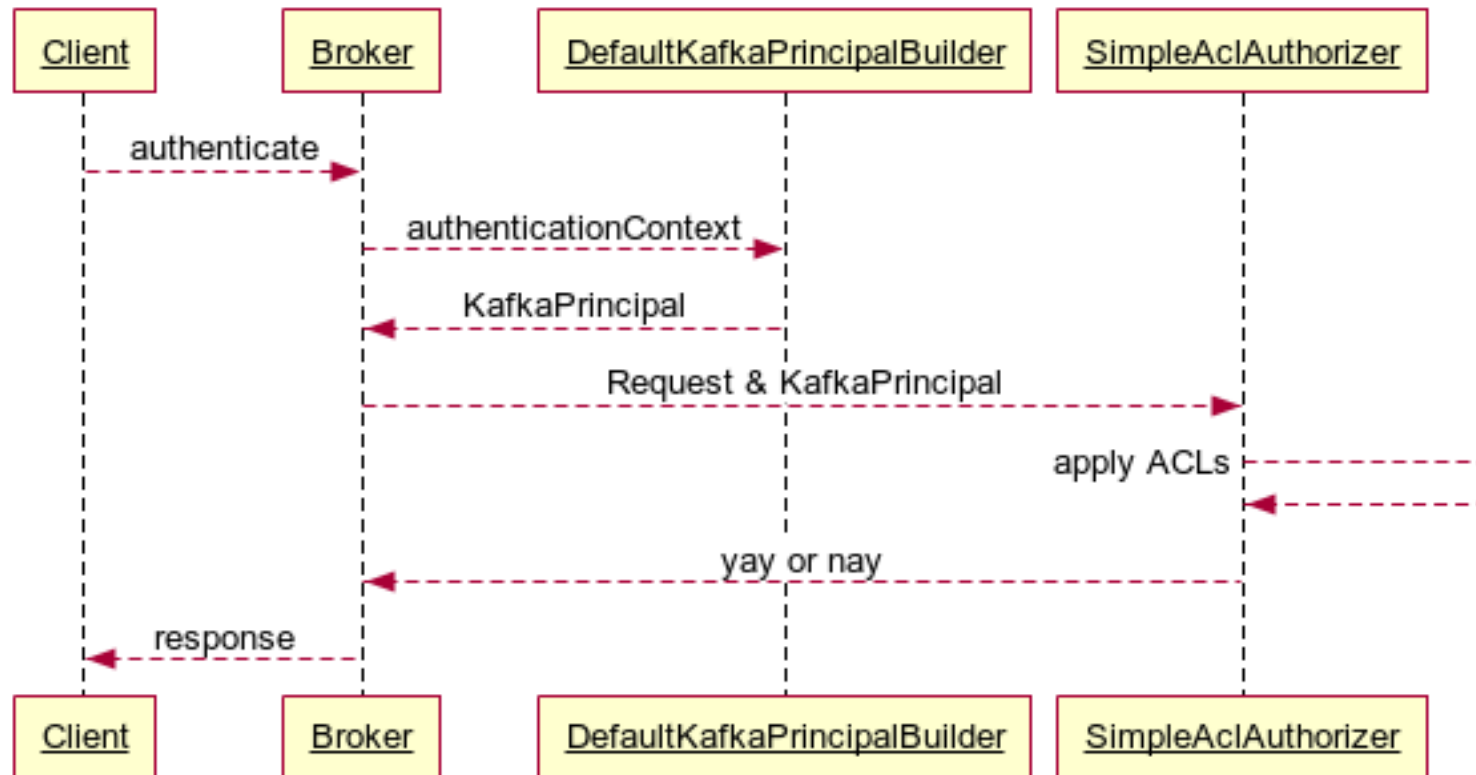 Client Broker DefaultKafkaPrincipalBuilder SimpleAclAuthorizer
authenticate
authenticationContext
KafkaPrincipal
Request & KafkaPrincipal
apply ACLs
yay or nay
response
Client Broker DefaultKafkaPrincipalBuilder SimpleAclAuthorizer